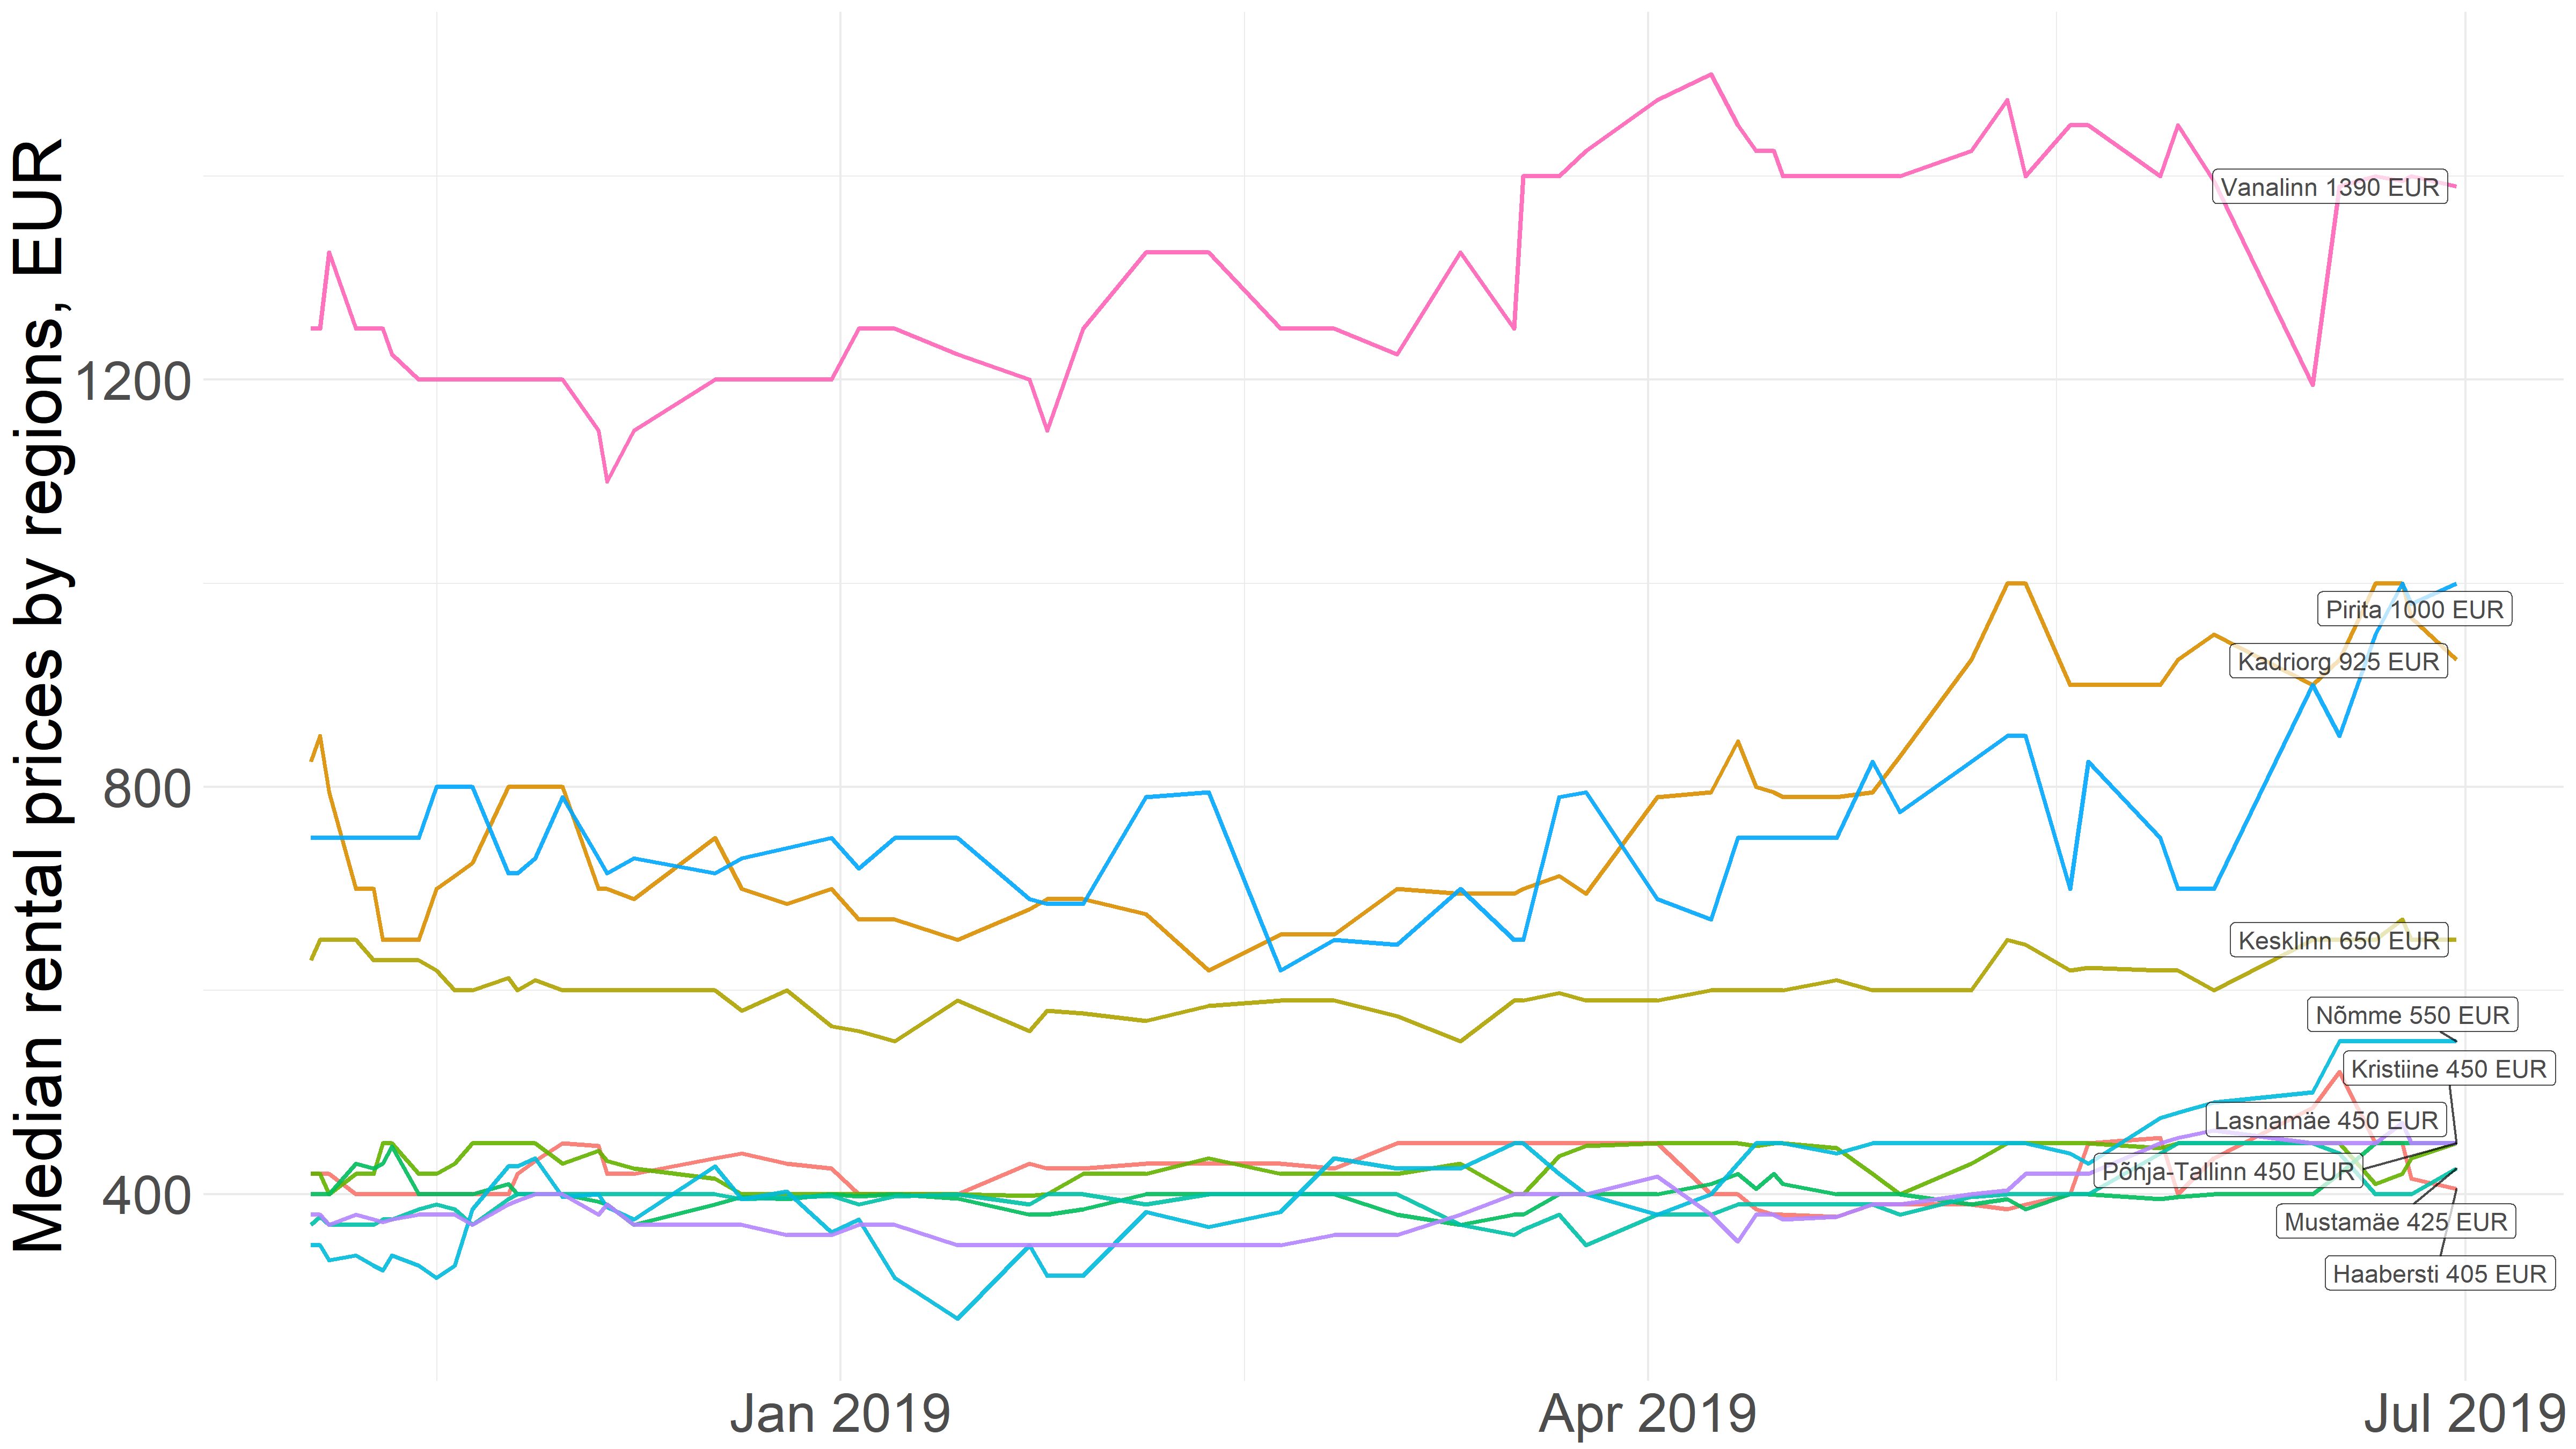 Median rental prices by regions, EUR
1200
800
400
Vanalinn 1390 EUR
Pirita 1000 EUR
Kadriorg 925 EUR
Kesklinn 650 EUR
Nõmme 550 EUR
Kristiine 450 EUR
Lasnamäe 450 EUR
Põhja-Tallinn 450 EUR
Mustamäe 425 EUR
Haabersti 405 EUR
Jan 2019
Apr 2019
Jul 2019